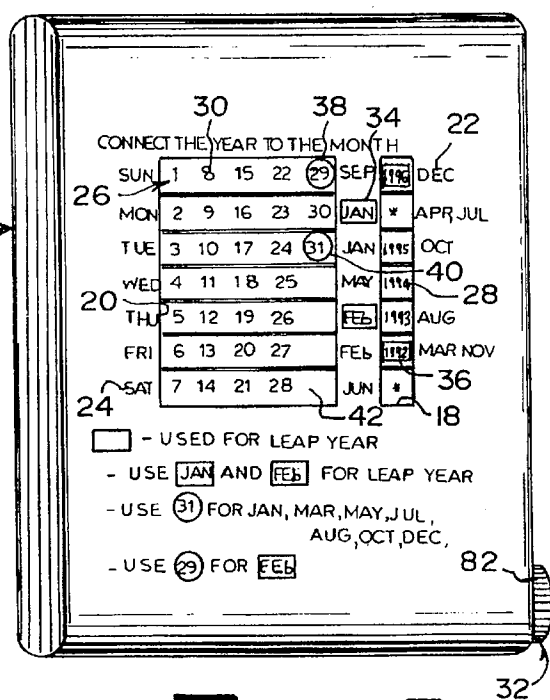 30 38 34
CONNECT THE YEAR TO THE MONTH 22
SUN 1 8 15 22 29 SEP 1996 DEC
26
MON 2 9 16 23 30 JAN * APR, JUL
TUE 3 10 17 24 31 JAN 1995 OCT
40
WED 4 11 18 25 MAY 1994 28
20
THU 5 12 19 26 FEb 1993 AUG
FRI 6 13 20 27 FEb 1992 MAR NOV
36
24 SAT 7 14 21 28 JUN *
42 18
- USED FOR LEAP YEAR
- USE JAN AND FEb FOR LEAP YEAR
- USE 31 FOR JAN, MAR, MAY, JUL,
AUG, OCT, DEC,
- USE 29 FOR FEb
82
32